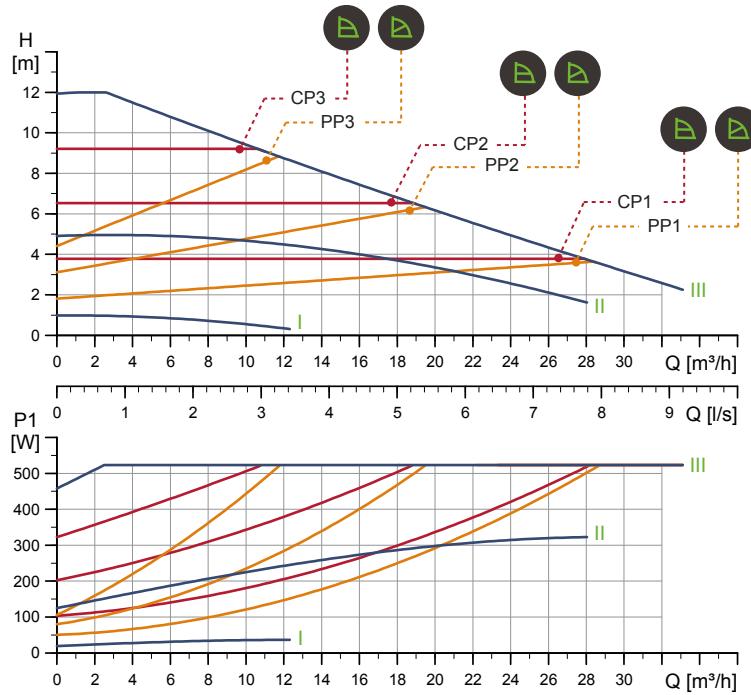 H
[m]
CP3
PP3
CP2
PP2
CP1
PP1
12
10
8
6
4
2
0
I
II
III
0 2 4 6 8 10 12 14 16 18 20 22 24 26 28 30 Q [m³/h]
0 1 2 3 4 5 6 7 8 9 Q [l/s]
P1
[W]
500
400
300
200
100
0
III
II
I
0 2 4 6 8 10 12 14 16 18 20 22 24 26 28 30 Q [m³/h]